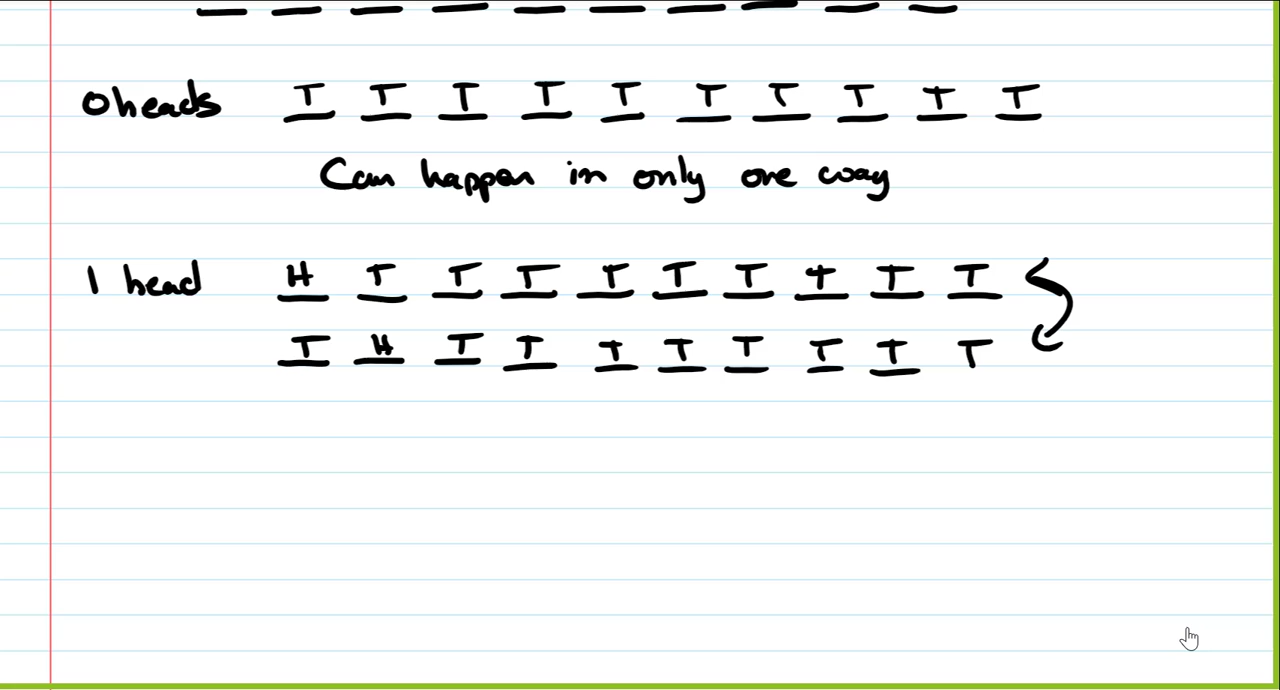 0 heads T T T T T T T T T T
Can happen in only one way
1 head H T T T T T T T T T
T H T T T T T T T T